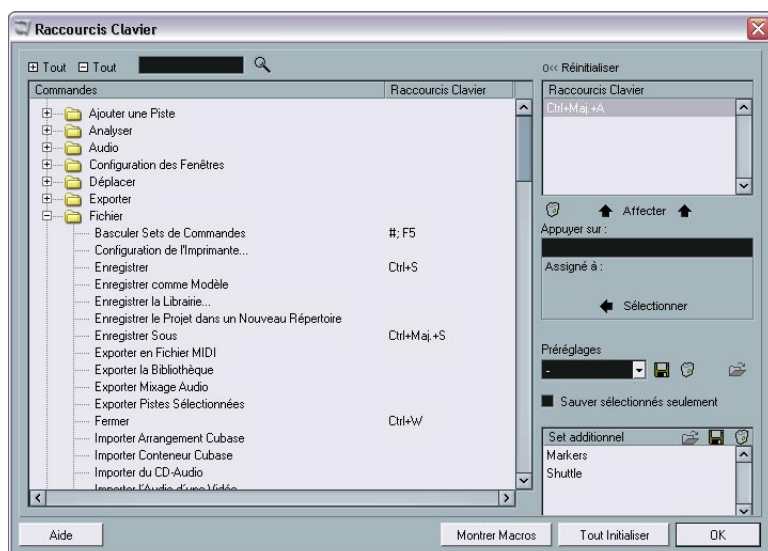 Raccourcis Clavier
Tout Tout
Commandes Raccourcis Clavier
Ajouter une Piste
Analyser
Audio
Configuration des Fenêtres
Déplacer
Exporter
Fichier
Basculer Sets de Commandes #; F5
Configuration de l'Imprimante...
Enregistrer Ctrl+S
Enregistrer comme Modèle
Enregistrer la Librairie...
Enregistrer le Projet dans un Nouveau Répertoire
Enregistrer Sous Ctrl+Maj.+S
Exporter en Fichier MIDI
Exporter la Bibliothèque
Exporter Mixage Audio
Exporter Pistes Sélectionnées
Fermer Ctrl+W
Importer Arrangement Cubase
Importer Conteneur Cubase
Importer du CD-Audio
Importer l'Audio d'une Vidéo
Réinitialiser
Raccourcis Clavier
Ctrl+Maj.+A
Affecter
Appuyer sur :
Assigné à :
Sélectionner
Préréglages
-
Sauver sélectionnés seulement
Set additionnel
Markers
Shuttle
Aide Montrer Macros Tout Initialiser OK